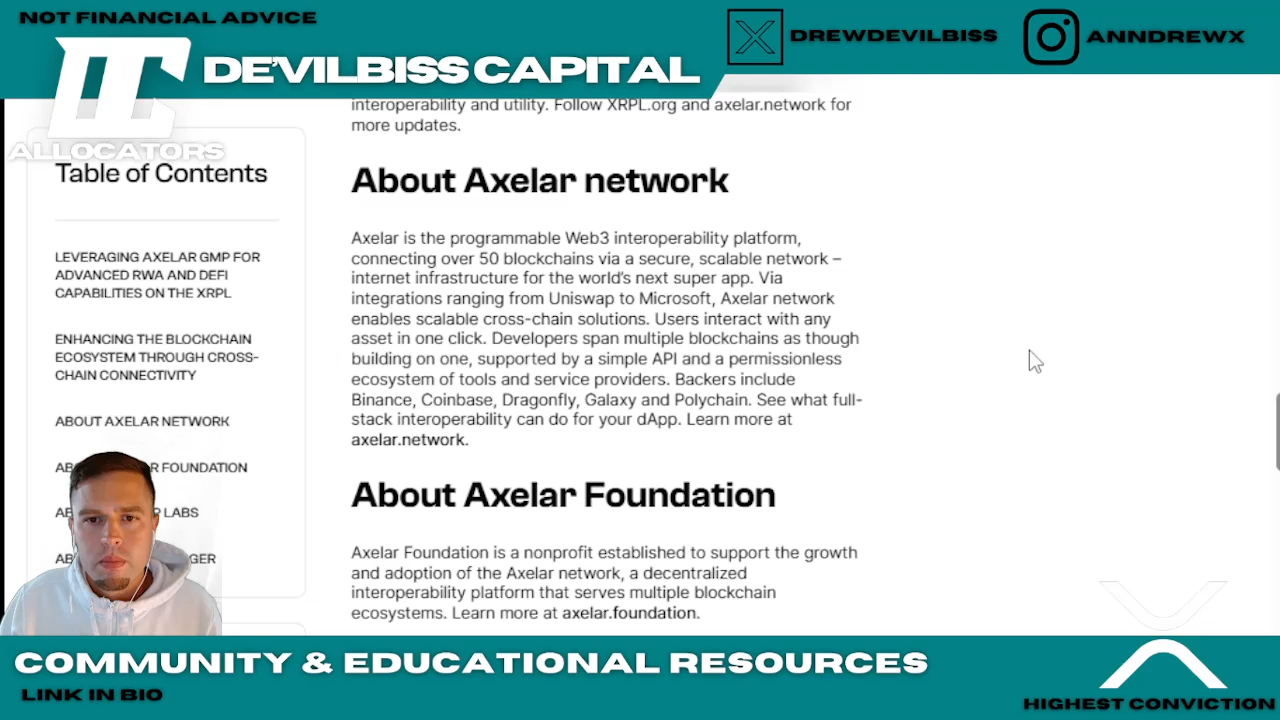 NOT FINANCIAL ADVICE
DE'VILBISS CAPITAL
ALLOCATORS
DREWDEVILBISS
ANNDREWX
interoperability and utility. Follow XRPL.org and axelar.network for
more updates.
Table of Contents
LEVERAGING AXELAR GMP FOR
ADVANCED RWA AND DEFI
CAPABILITIES ON THE XRPL
ENHANCING THE BLOCKCHAIN
ECOSYSTEM THROUGH CROSS-
CHAIN CONNECTIVITY
ABOUT AXELAR NETWORK
FOUNDATION
LABS
About Axelar network
Axelar is the programmable Web3 interoperability platform,
connecting over 50 blockchains via a secure, scalable network –
internet infrastructure for the world's next super app. Via
integrations ranging from Uniswap to Microsoft, Axelar network
enables scalable cross-chain solutions. Users interact with any
asset in one click. Developers span multiple blockchains as though
building on one, supported by a simple API and a permissionless
ecosystem of tools and service providers. Backers include
Binance, Coinbase, Dragonfly, Galaxy and Polychain. See what full-
stack interoperability can do for your dApp. Learn more at
axelar.network.
About Axelar Foundation
Axelar Foundation is a nonprofit established to support the growth
and adoption of the Axelar network, a decentralized
interoperability platform that serves multiple blockchain
ecosystems. Learn more at axelar.foundation.
COMMUNITY & EDUCATIONAL RESOURCES
LINK IN BIO
HIGHEST CONVICTION